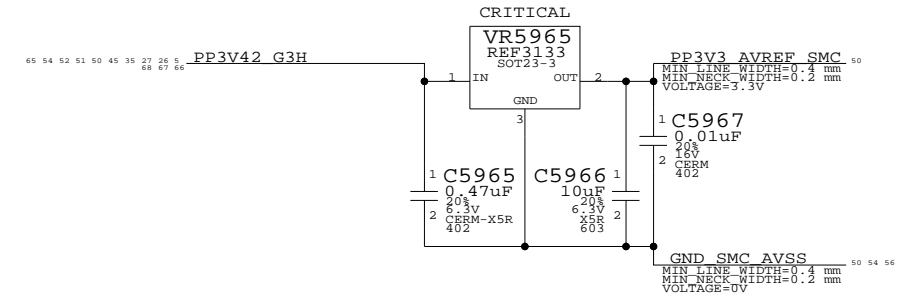 CRITICAL
VR5965
REF3133
SOT23-3
65 54 52 51 50 45 35 27 26 5
68 67 66
PP3V42_G3H
PP3V3_AVREF_SMC
50
MIN_LINE_WIDTH=0.4 mm
MIN_NECK_WIDTH=0.2 mm
VOLTAGE=3.3V
1
IN
OUT
2
GND
3
1
C5967
0.01uF
20%
16V
CERM
402
2
1
C5965
0.47uF
20%
6.3V
CERM-X5R
402
2
C5966
1
10uF
20%
6.3V
X5R
603
2
GND_SMC_AVSS
50 54 56
MIN_LINE_WIDTH=0.4 mm
MIN_NECK_WIDTH=0.2 mm
VOLTAGE=0V